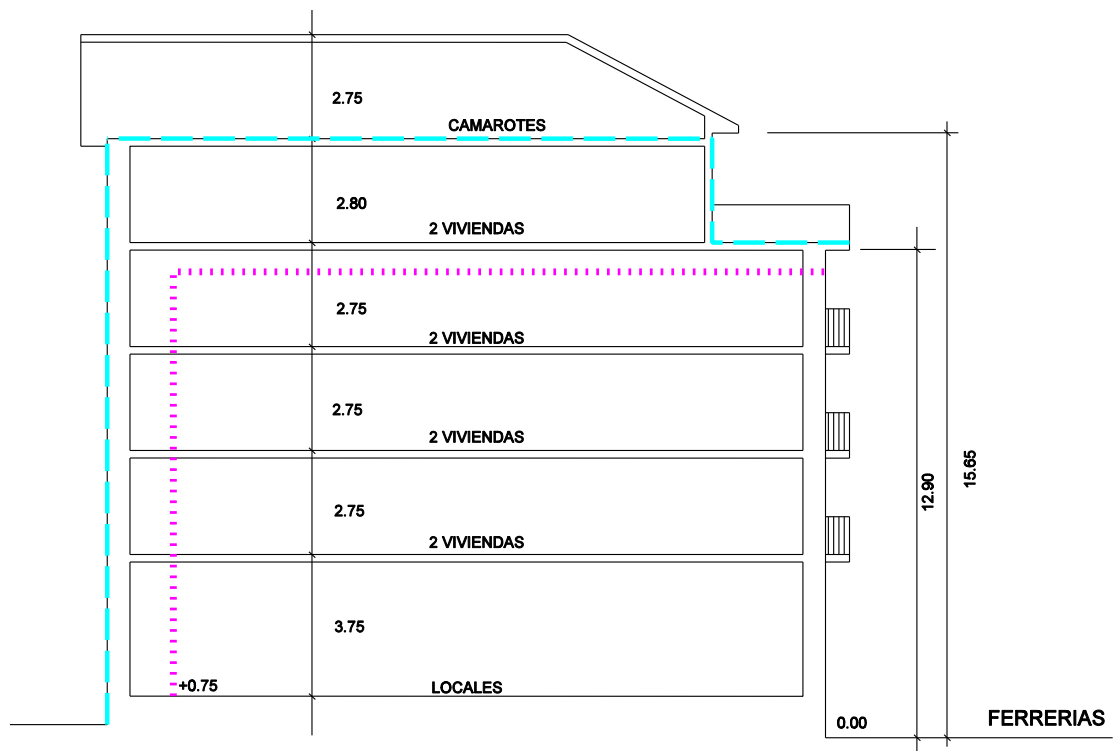 2.75
CAMAROTES
2.80
2 VIVIENDAS
2.75
2 VIVIENDAS
2.75
2 VIVIENDAS
2.75
2 VIVIENDAS
3.75
+0.75
LOCALES
12.90
15.65
0.00
FERRERIAS